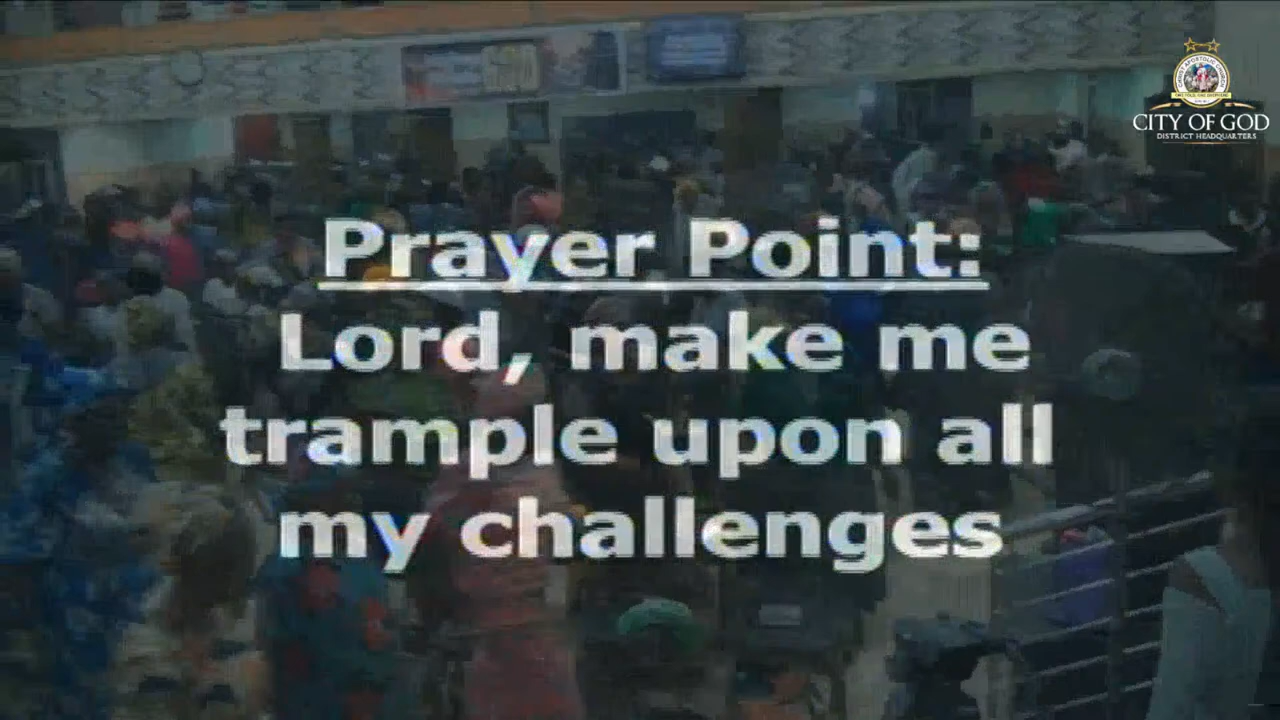 CITY OF GOD
DISTRICT HEADQUARTERS
Prayer Point:
Lord, make me
trample upon all
my challenges